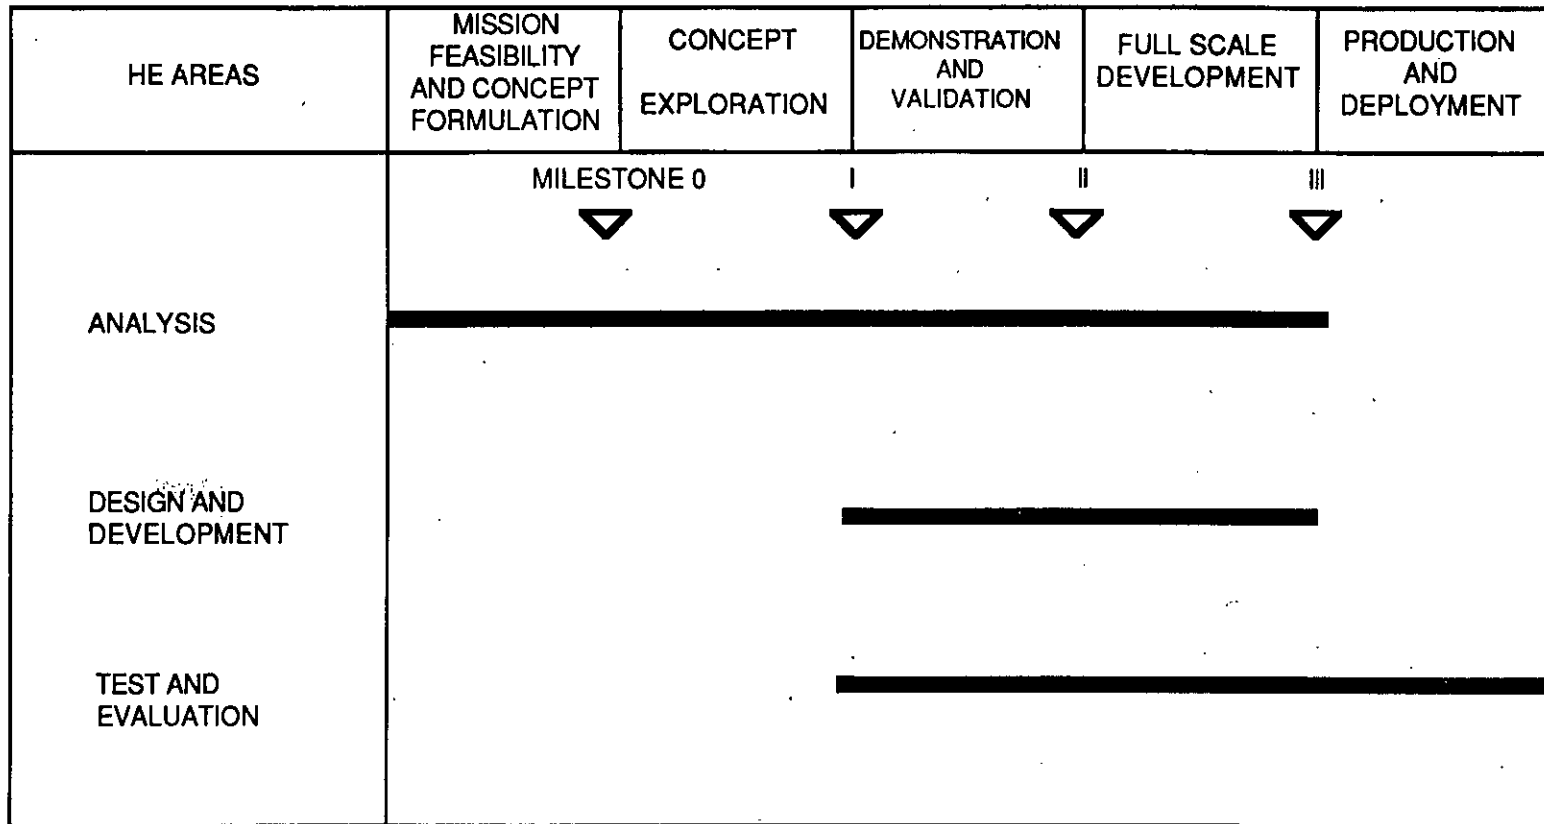 HE AREAS
MISSION
FEASIBILITY
AND CONCEPT
FORMULATION
CONCEPT
EXPLORATION
DEMONSTRATION
AND
VALIDATION
FULL SCALE
DEVELOPMENT
PRODUCTION
AND
DEPLOYMENT
MILESTONE 0
I
II
III
ANALYSIS
DESIGN AND
DEVELOPMENT
TEST AND
EVALUATION